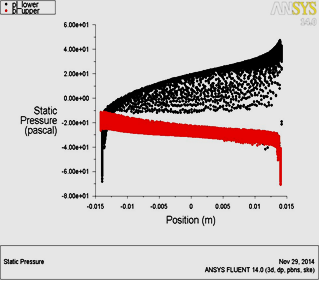 pl_lower
pl_upper
ANSYS
14.0
6.00e+01
4.00e+01
2.00e+01
0.00e+00
Static
Pressure
(pascal)
-2.00e+01
-4.00e+01
-6.00e+01
-8.00e+01
-0.015 -0.01 -0.005 0 0.005 0.01 0.015
Position (m)
Static Pressure
Nov 29, 2014
ANSYS FLUENT 14.0 (3d, dp, pbns, ske)